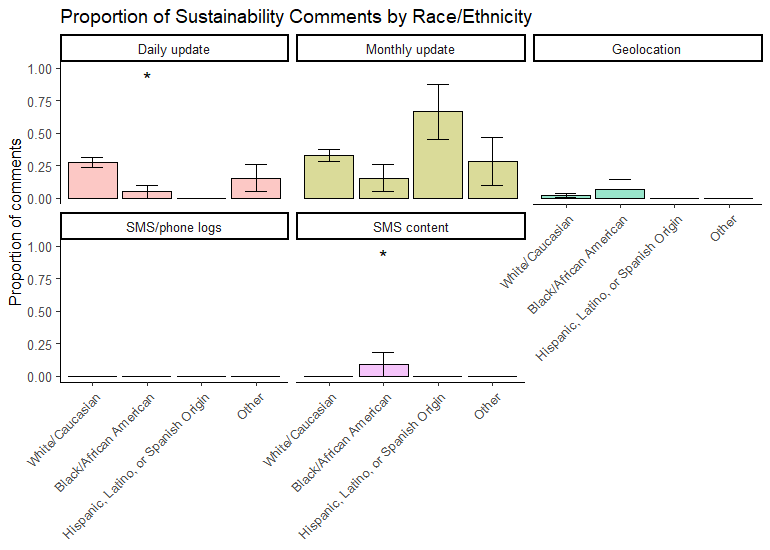 Proportion of Sustainability Comments by Race/Ethnicity
Daily update
Monthly update
Geolocation
1.00
0.75
0.50
0.25
0.00
*
SMS/phone logs
SMS content
1.00
0.75
0.50
0.25
0.00
*
Proportion of comments
White/Caucasian
Black/African American
Hispanic, Latino, or Spanish Origin
Other
White/Caucasian
Black/African American
Hispanic, Latino, or Spanish Origin
Other
White/Caucasian
Black/African American
Hispanic, Latino, or Spanish Origin
Other